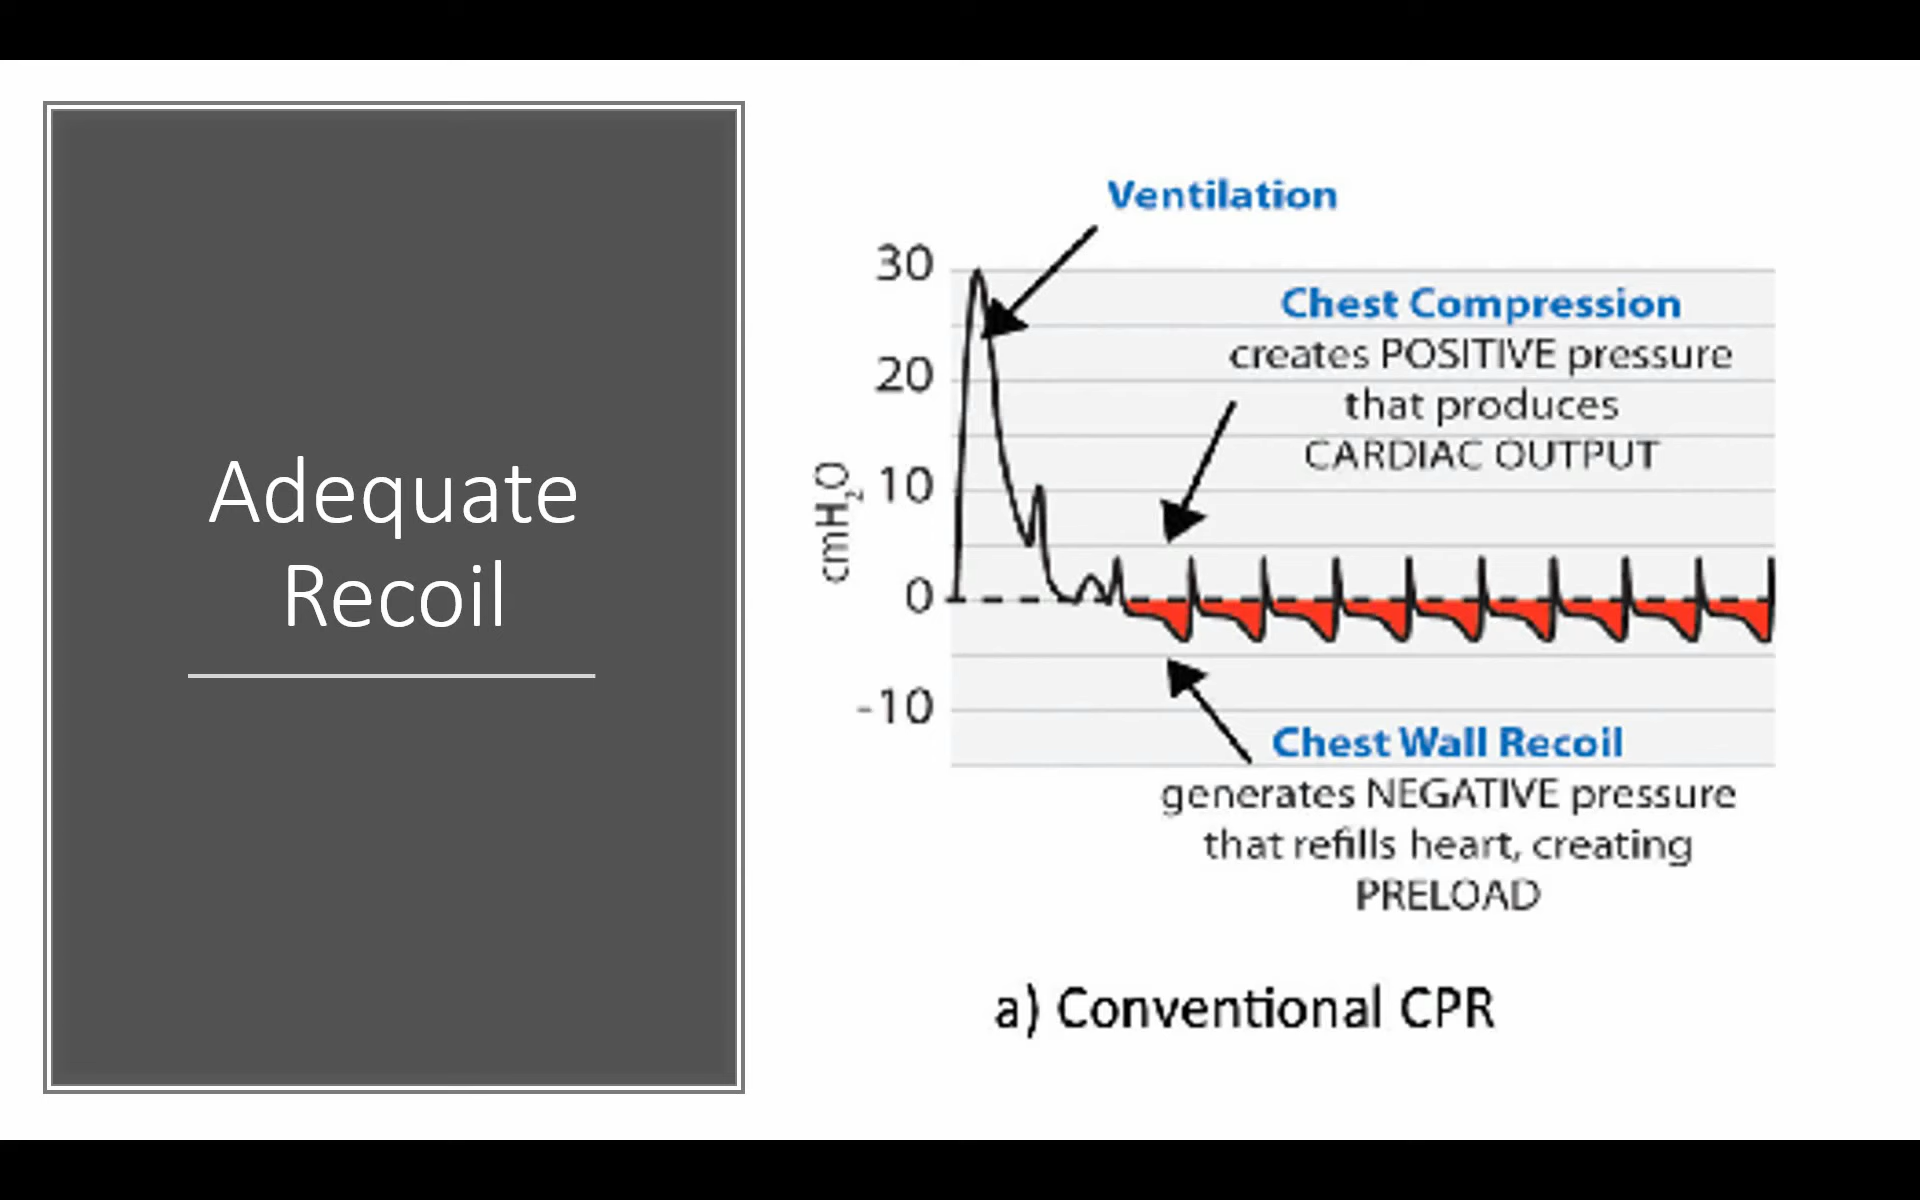 Adequate
Recoil
Ventilation
30
20
10
0
-10
cmH₂O
Chest Compression
creates POSITIVE pressure
that produces
CARDIAC OUTPUT
Chest Wall Recoil
generates NEGATIVE pressure
that refills heart, creating
PRELOAD
a) Conventional CPR